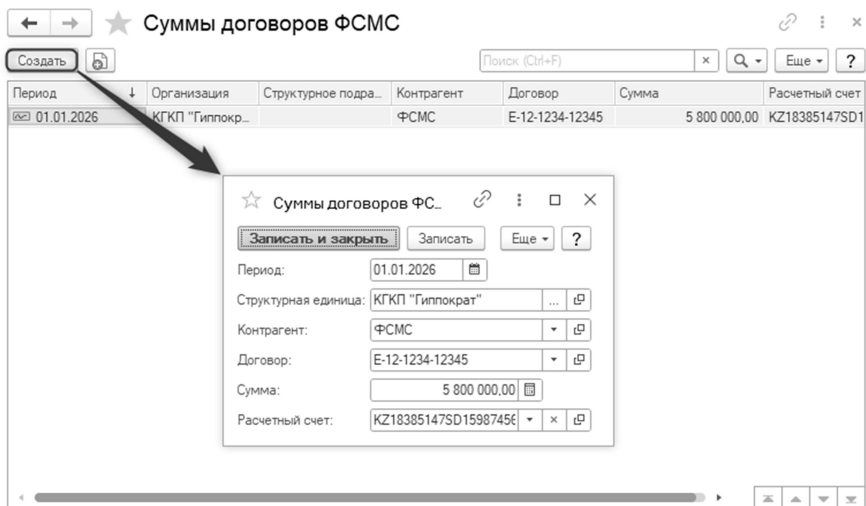 Суммы договоров ФСМС
Создать
Поиск (Ctrl+F)
×
Еще
?
Период ↓ Организация Структурное подра... Контрагент Договор Сумма Расчетный счет
01.01.2026 КГКП "Гиппокр... ФСМС Е-12-1234-12345 5 800 000,00 KZ18385147SD1
Суммы договоров ФС...
Записать и закрыть Записать Еще ?
Период: 01.01.2026
Структурная единица: КГКП "Гиппократ" ...
Контрагент: ФСМС
Договор: Е-12-1234-12345
Сумма: 5 800 000,00
Расчетный счет: KZ18385147SD1598745 ×